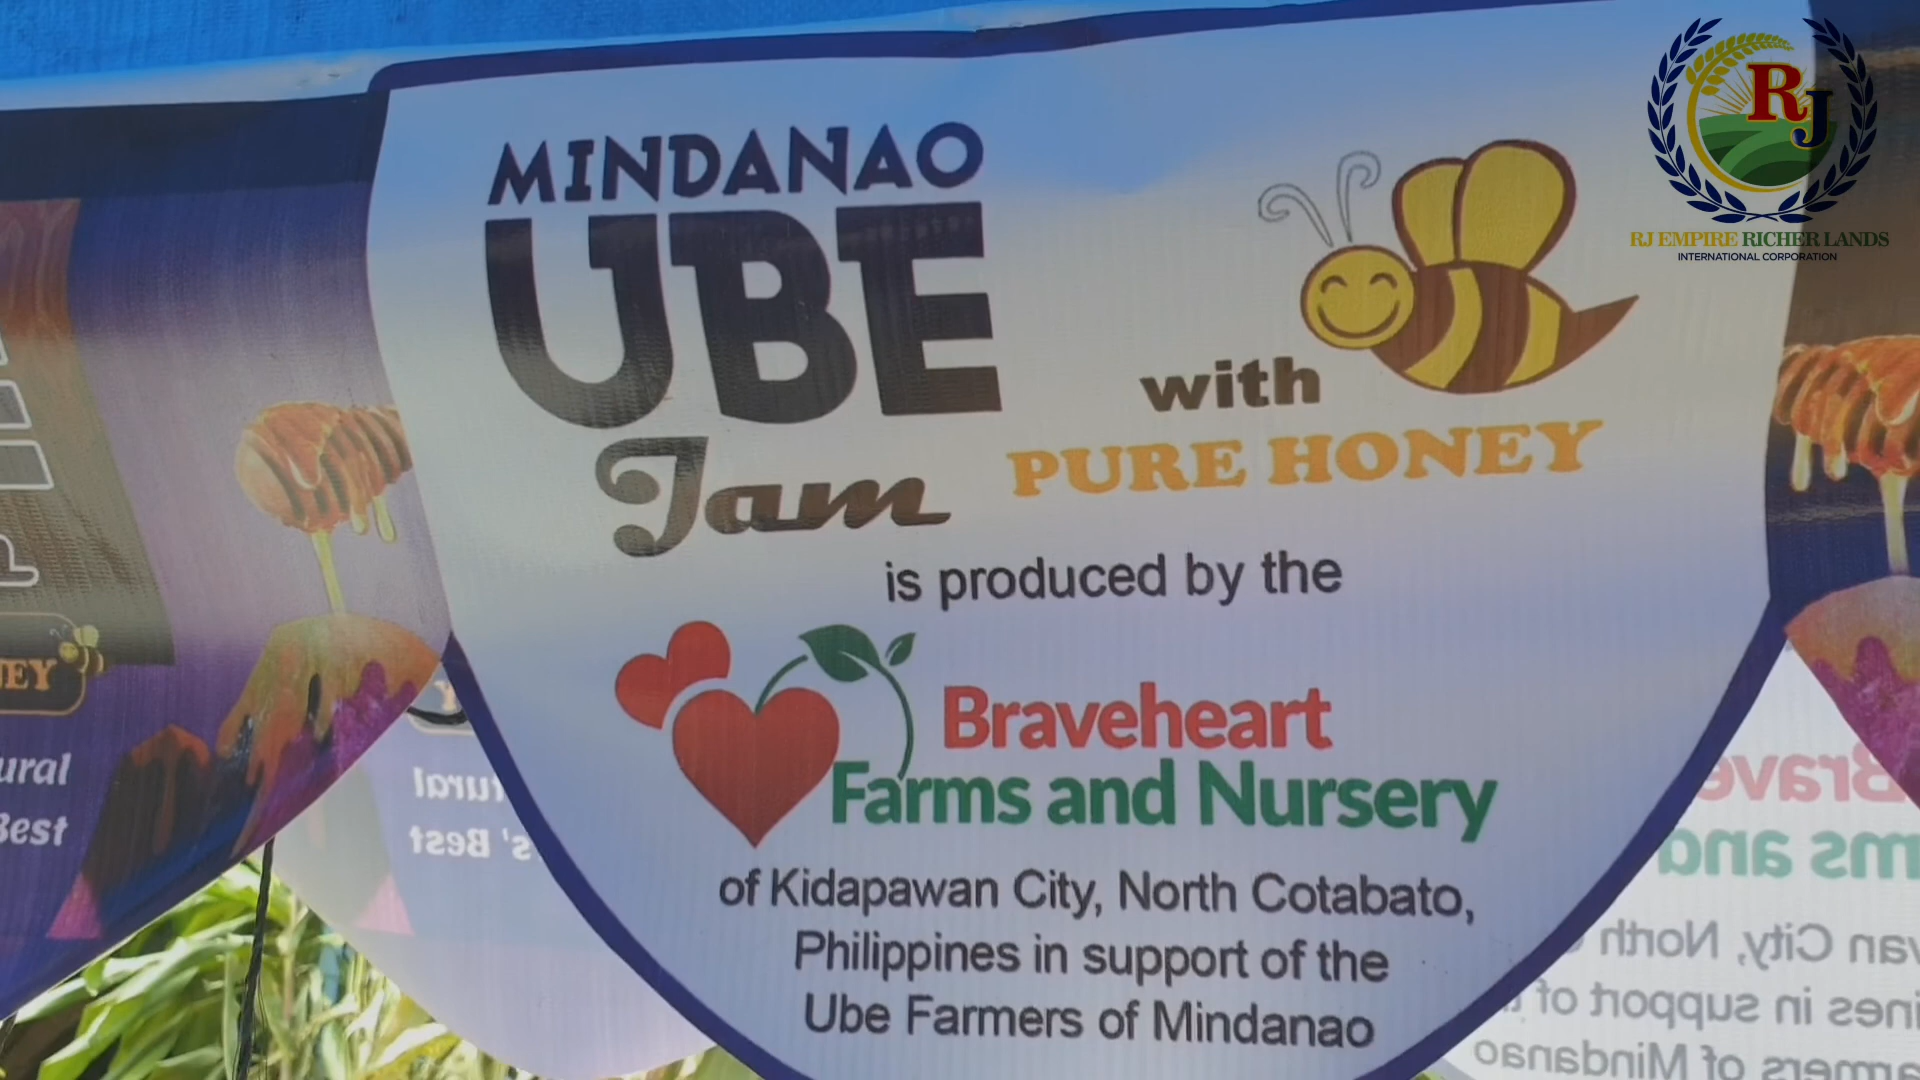 MINDANAO
UBE
Jam
with
PURE HONEY
is produced by the
Braveheart
Farms and Nursery
of Kidapawan City, North Cotabato,
Philippines in support of the
Ube Farmers of Mindanao
RJ
RJ EMPIRE RICHER LANDS
INTERNATIONAL CORPORATION
Best